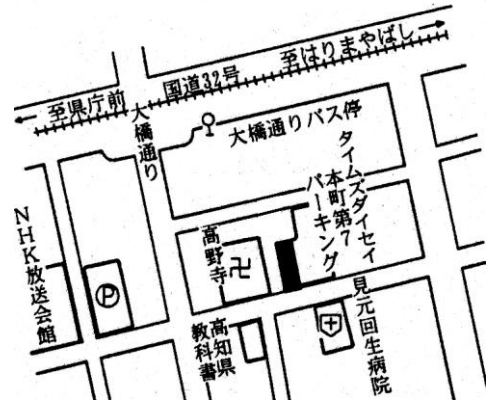 至はりまやばし
国道32号
至県庁前
大橋通り
大橋通りバス停
タイムズダイセイ
本町第7
パーキング
高野寺
卍
NHK放送会館
P
高知県
教科書
見元回生病院